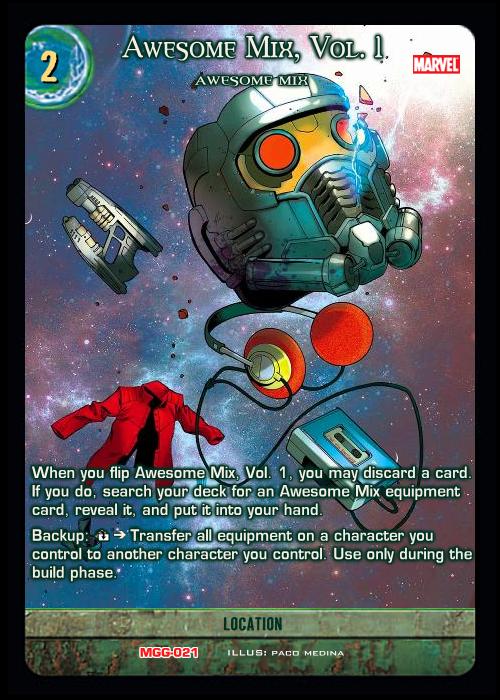 2
Awesome Mix, Vol. 1
MARVEL
Awesome Mix
When you flip Awesome Mix, Vol. 1, you may discard a card.
If you do, search your deck for an Awesome Mix equipment
card, reveal it, and put it into your hand.
Backup: ➔ Transfer all equipment on a character you
control to another character you control. Use only during the
build phase.
LOCATION
MGG-021 ILLUS: PACO MEDINA